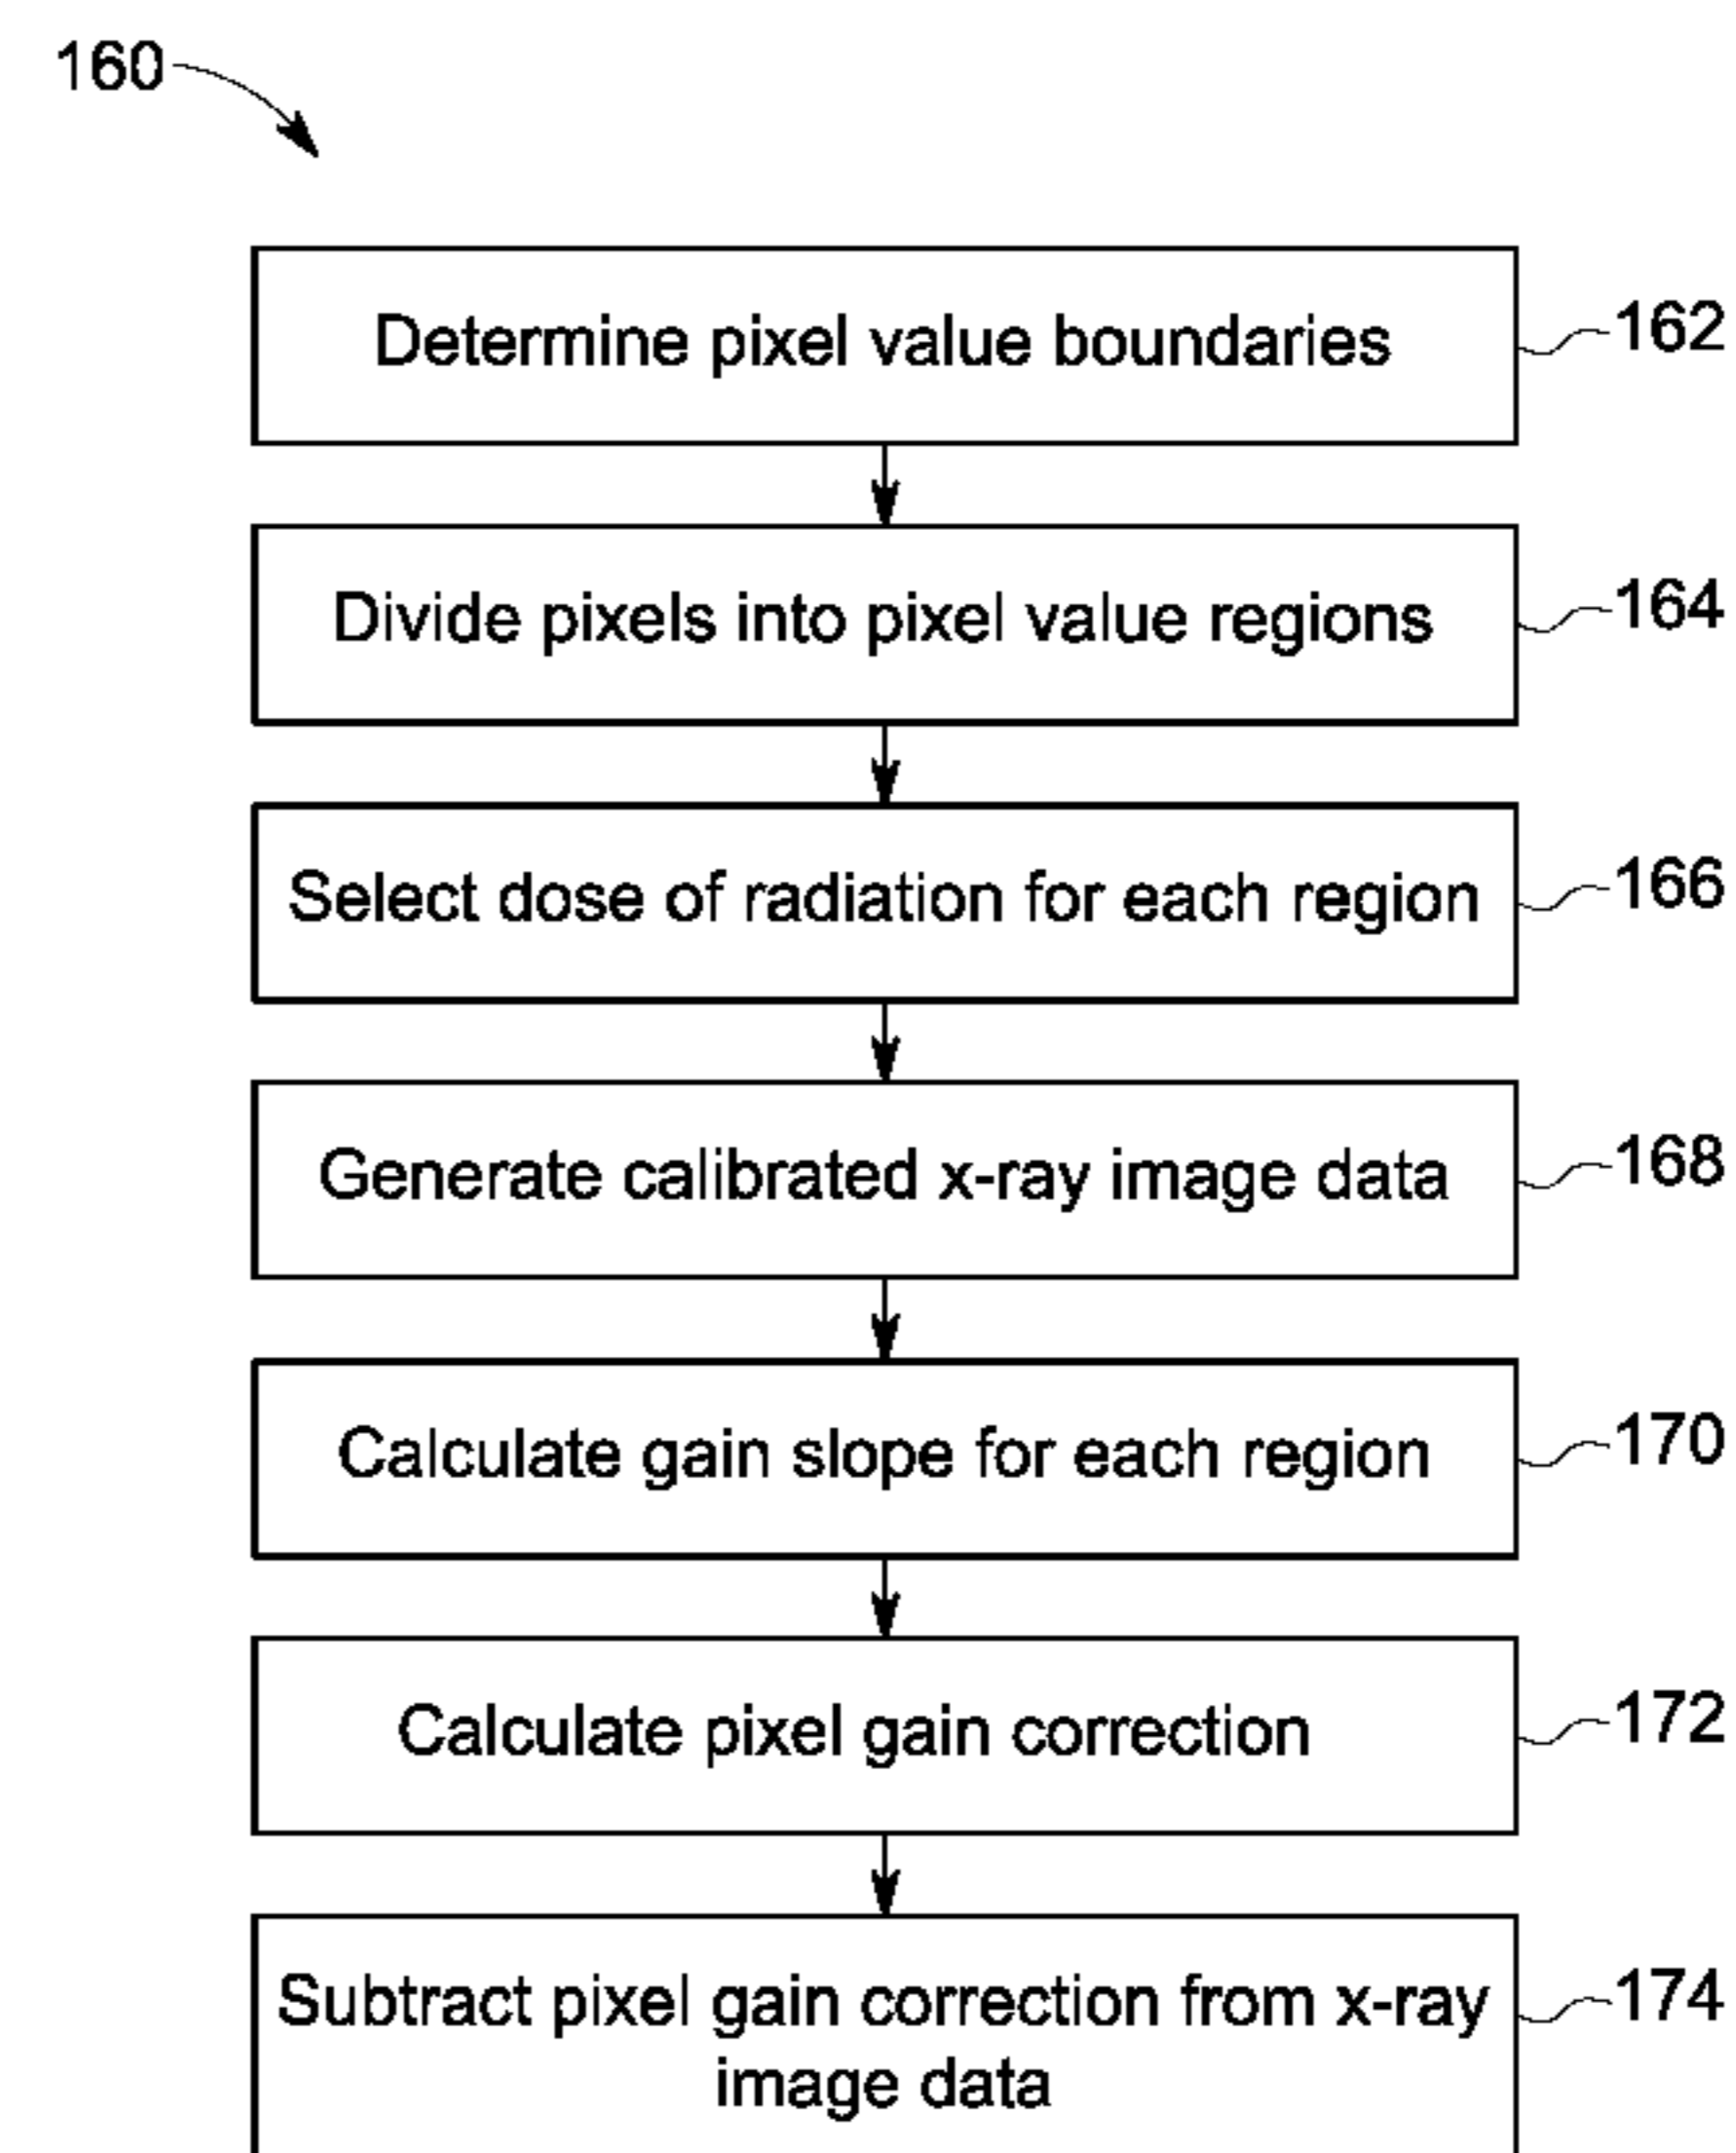 160
Determine pixel value boundaries
162
Divide pixels into pixel value regions
164
Select dose of radiation for each region
166
Generate calibrated x-ray image data
168
Calculate gain slope for each region
170
Calculate pixel gain correction
172
Subtract pixel gain correction from x-ray
image data
174